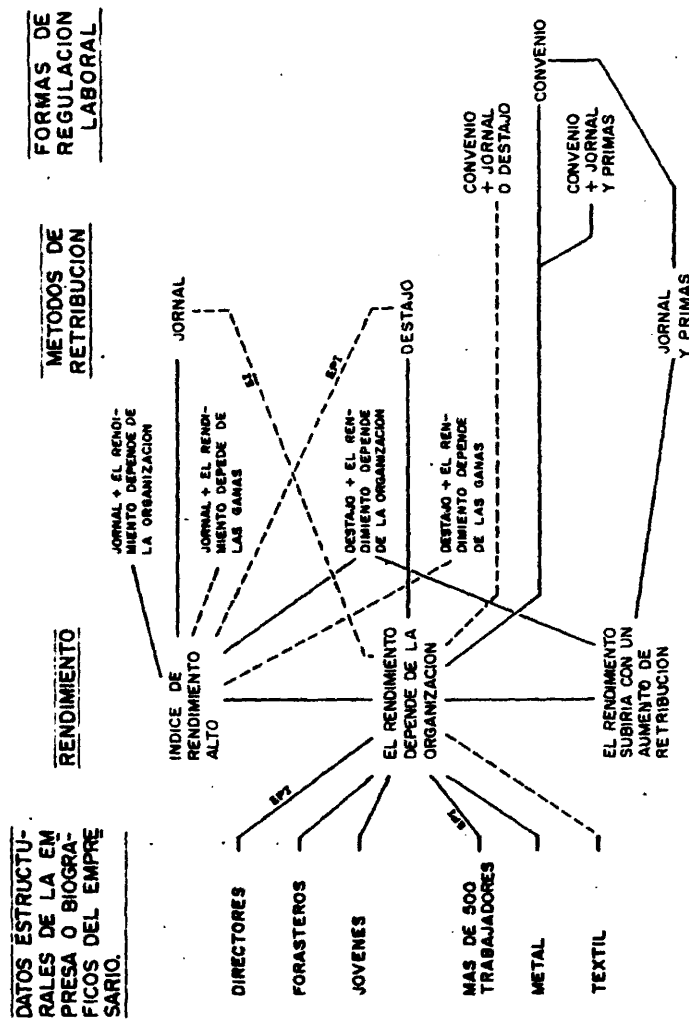 DATOS ESTRUCTU-
RALES DE LA EM
PRESA O BIOGRA-
FICOS DEL EMPRE
SARIO.
RENDIMIENTO
METODOS DE
RETRIBUCION
FORMAS DE
REGULACION
LABORAL
DIRECTORES
FORASTEROS
JOVENES
MAS DE 500
TRABAJADORES
METAL
TEXTIL
EPT
EPT
INDICE DE
RENDIMIENTO
ALTO
EL RENDIMIENTO
DEPENDE DE LA
ORGANIZACION
EL RENDIMIENTO
SUBIRIA CON UN
AUMENTO DE
RETRIBUCION
JORNAL + EL RENDI-
MIENTO DEPENDE DE
LA ORGANIZACION
JORNAL + EL RENDI-
MIENTO DEPEDE DE
LAS GANAS
DESTAJO + EL REN-
DIMIENTO DEPENDE
DE LA ORGANIZACION
DESTAJO + EL REN-
DIMIENTO DEPENDE
DE LAS GANAS
EPT
JORNAL
DESTAJO
JORNAL
Y PRIMAS
CONVENIO
+ JORNAL
O DESTAJO
CONVENIO
CONVENIO
+ JORNAL
Y PRIMAS